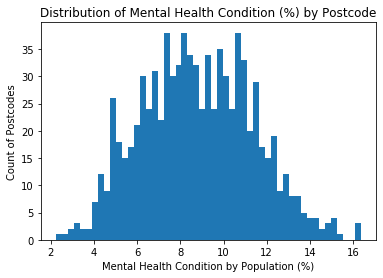 Distribution of Mental Health Condition (%) by Postcode
Count of Postcodes
35
30
25
20
15
10
5
0
2 4 6 8 10 12 14 16
Mental Health Condition by Population (%)